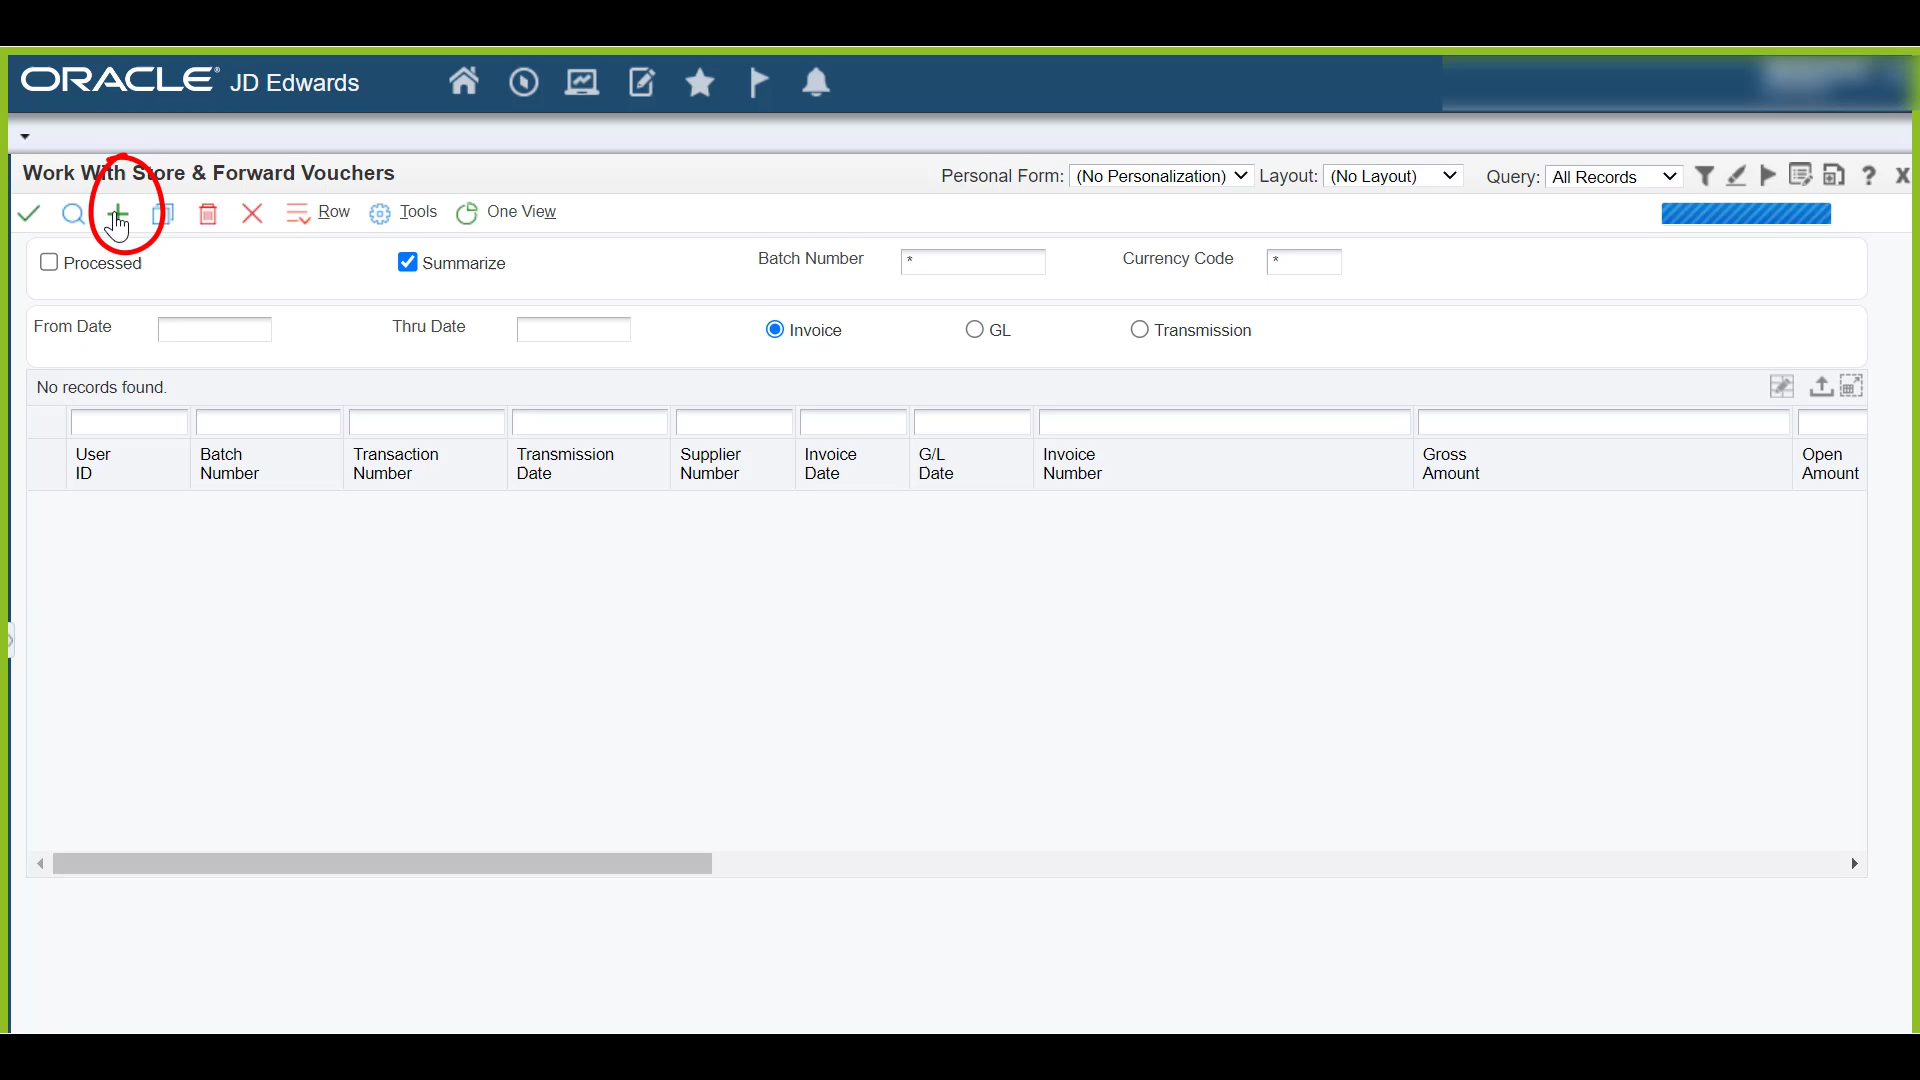 ORACLE JD Edwards
Work With Store & Forward Vouchers
Personal Form: (No Personalization) Layout: (No Layout) Query: All Records
Row Tools One View
Processed Summarize Batch Number * Currency Code *
From Date Thru Date Invoice GL Transmission
No records found.
User ID Batch Number Transaction Number Transmission Date Supplier Number Invoice Date G/L Date Invoice Number Gross Amount Open Amount